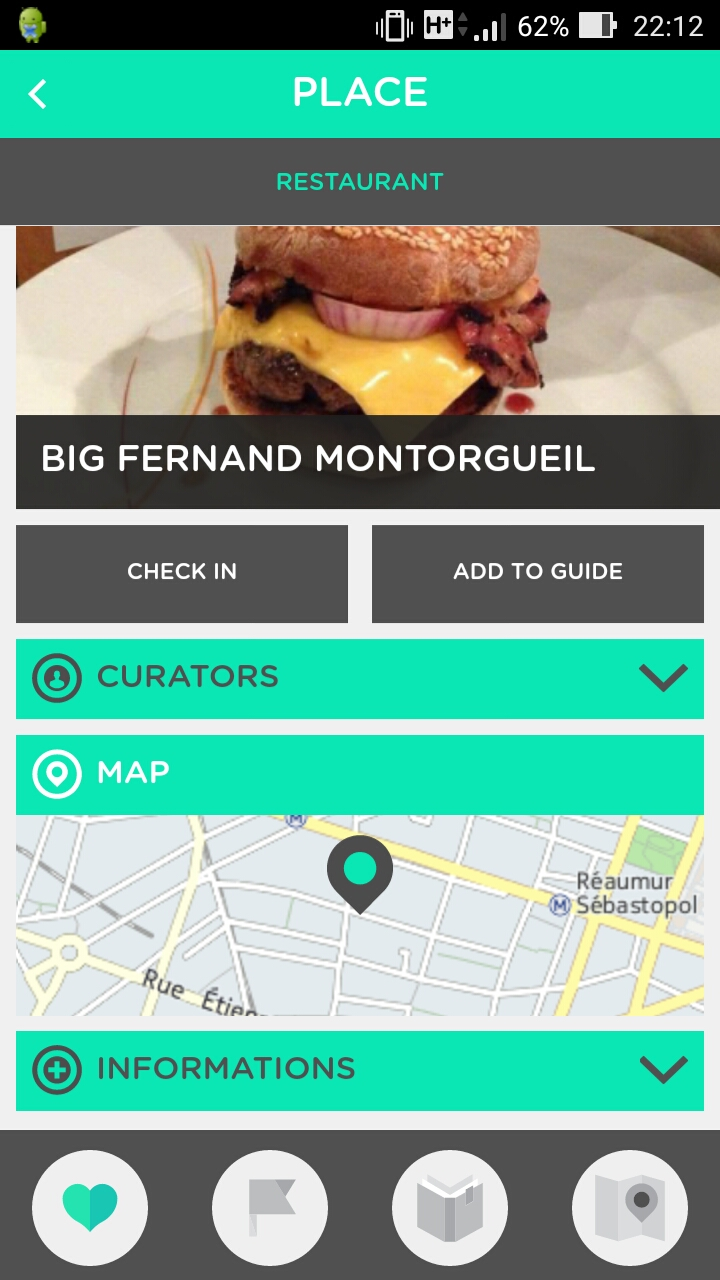 H+ 62% 22:12
PLACE
RESTAURANT
BIG FERNAND MONTORGUEIL
CHECK IN
ADD TO GUIDE
CURATORS
MAP
M
Réaumur
M Sébastopol
Rue Étien
INFORMATIONS